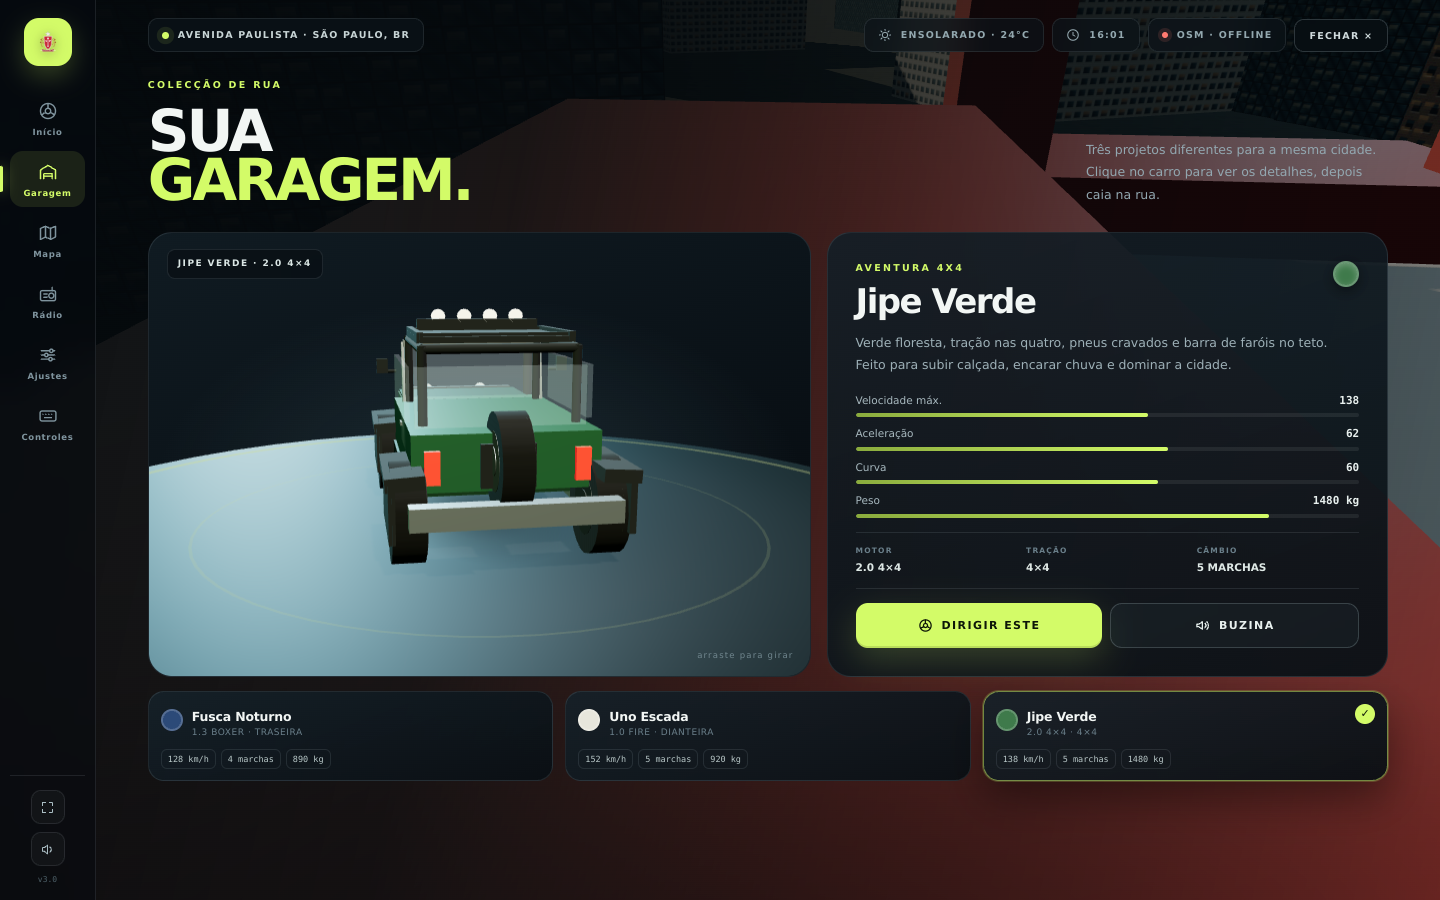 AVENIDA PAULISTA · SÃO PAULO, BR
ENSOLARADO · 24°C
16:01
OSM · OFFLINE
FECHAR ×
Início
Garagem
Mapa
Rádio
Ajustes
Controles
v3.0
COLECÇÃO DE RUA
SUA
GARAGEM.
Três projetos diferentes para a mesma cidade.
Clique no carro para ver os detalhes, depois
caia na rua.
JIPE VERDE · 2.0 4×4
arraste para girar
AVENTURA 4X4
Jipe Verde
Verde floresta, tração nas quatro, pneus cravados e barra de faróis no teto.
Feito para subir calçada, encarar chuva e dominar a cidade.
Velocidade máx. 138
Aceleração 62
Curva 60
Peso 1480 kg
MOTOR TRAÇÃO CÂMBIO
2.0 4×4 4×4 5 MARCHAS
DIRIGIR ESTE
BUZINA
Fusca Noturno
1.3 BOXER · TRASEIRA
128 km/h 4 marchas 890 kg
Uno Escada
1.0 FIRE · DIANTEIRA
152 km/h 5 marchas 920 kg
Jipe Verde
2.0 4×4 · 4×4
138 km/h 5 marchas 1480 kg